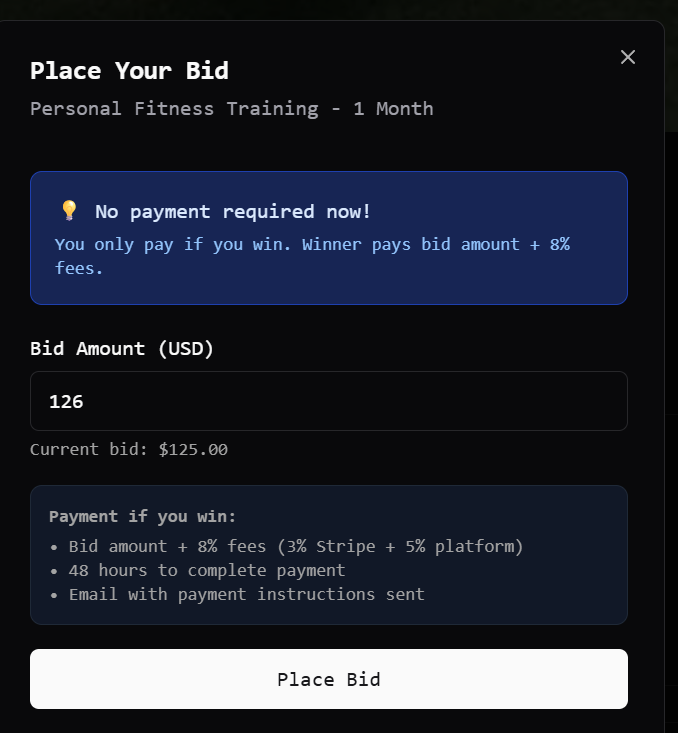 Place Your Bid
Personal Fitness Training - 1 Month
💡 No payment required now!
You only pay if you win. Winner pays bid amount + 8%
fees.
Bid Amount (USD)
126
Current bid: $125.00
Payment if you win:
• Bid amount + 8% fees (3% Stripe + 5% platform)
• 48 hours to complete payment
• Email with payment instructions sent
Place Bid